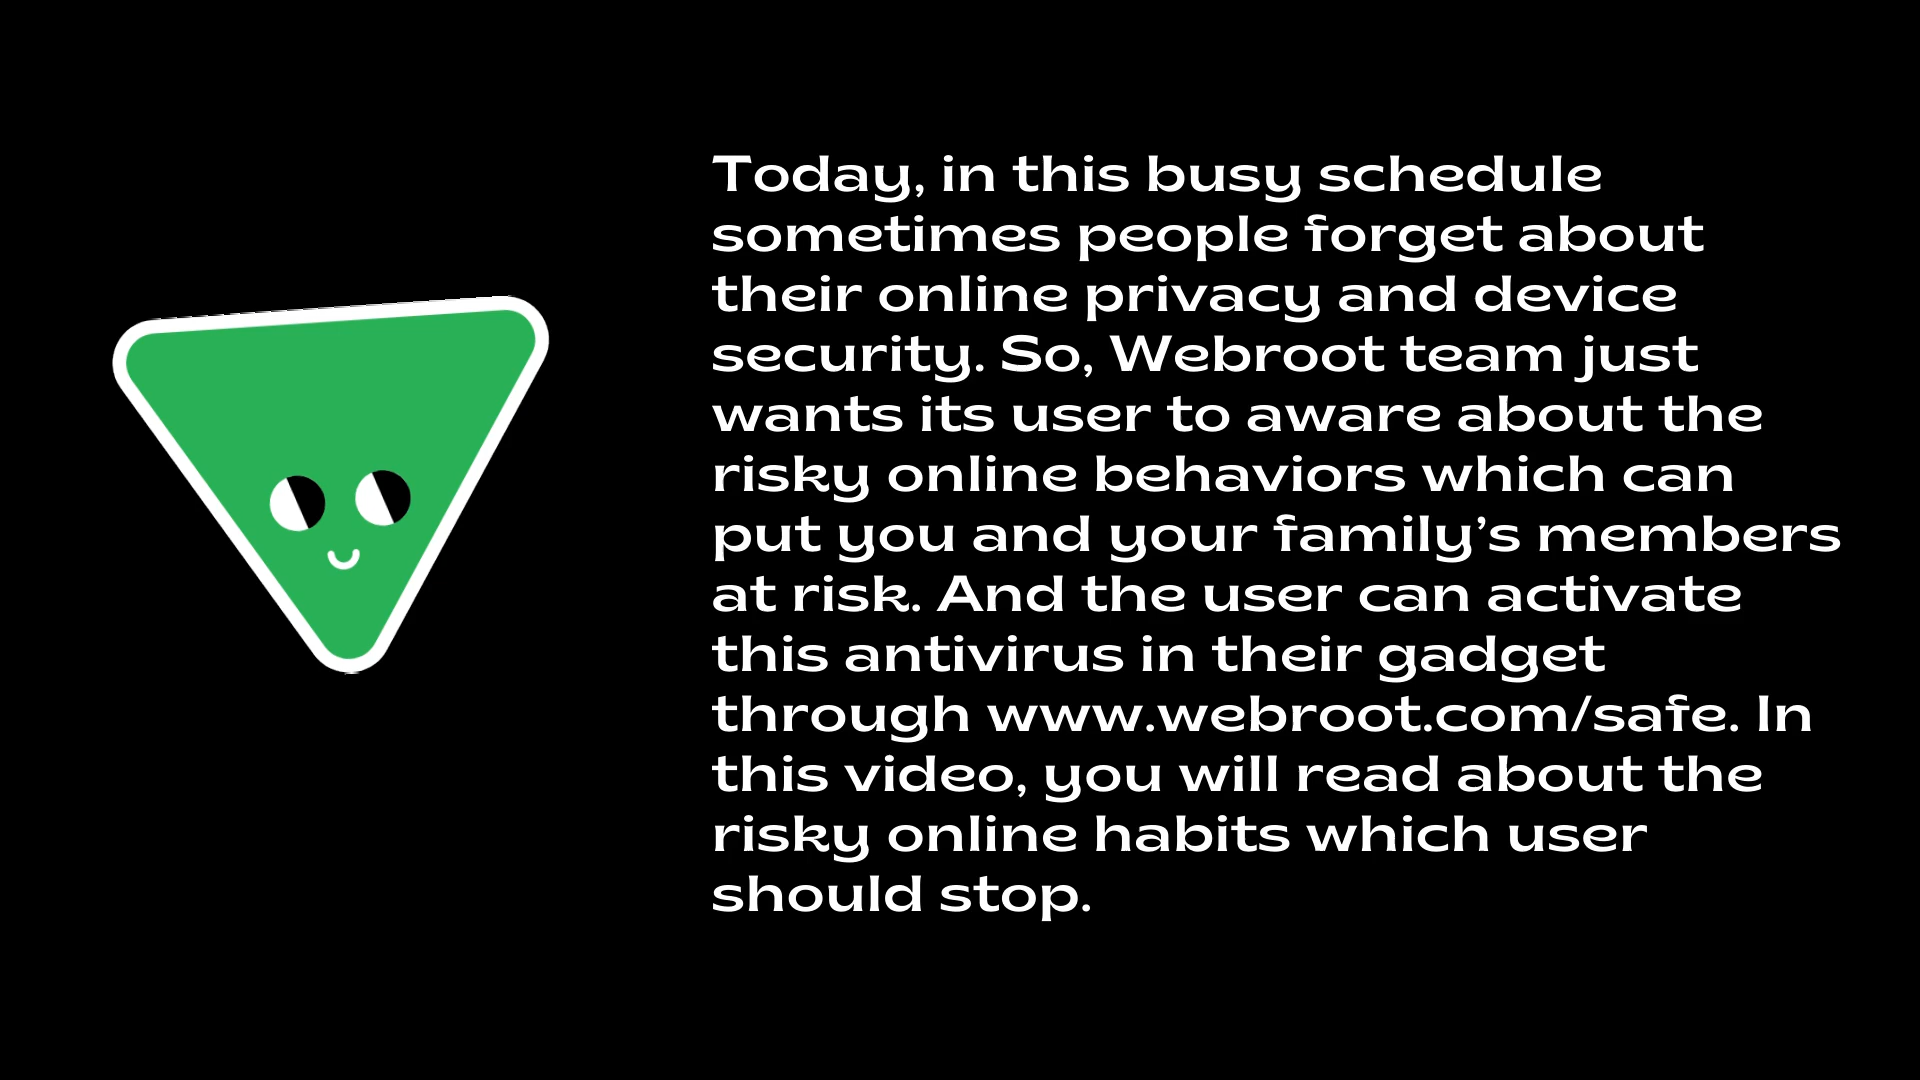 Today, in this busy schedule
sometimes people forget about
their online privacy and device
security. So, Webroot team just
wants its user to aware about the
risky online behaviors which can
put you and your family’s members
at risk. And the user can activate
this antivirus in their gadget
through www.webroot.com/safe. In
this video, you will read about the
risky online habits which user
should stop.